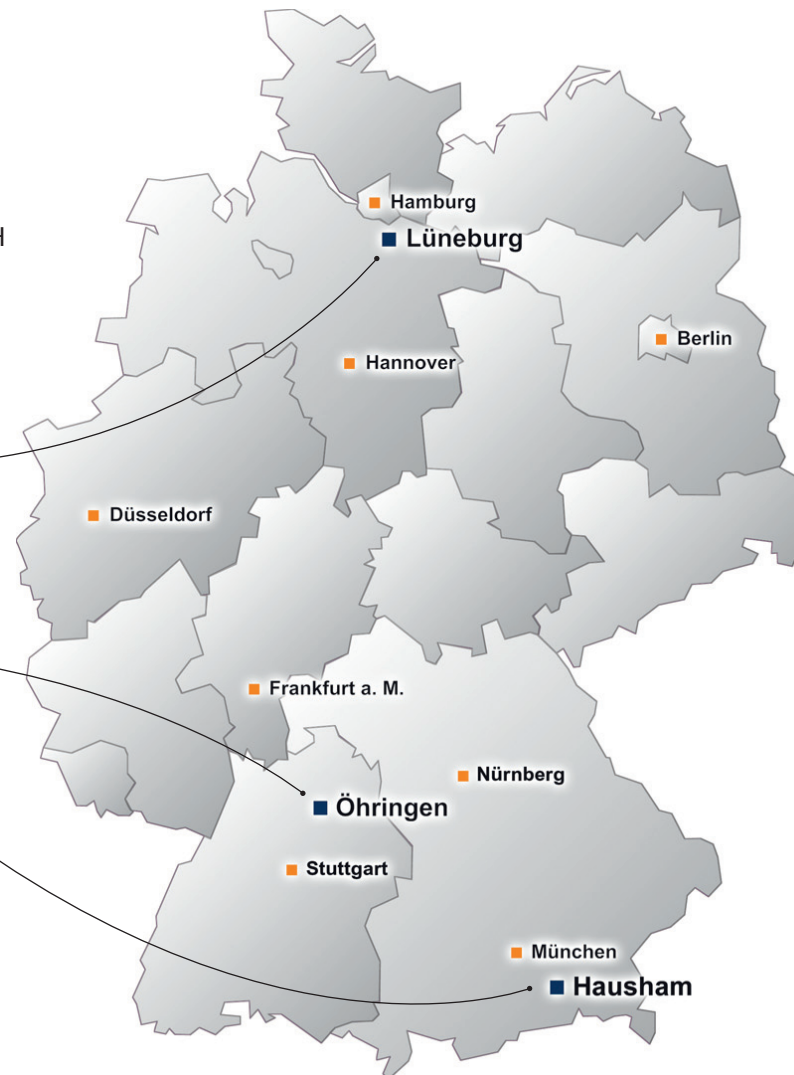 Hamburg
H
Lüneburg
Berlin
Hannover
Düsseldorf
Frankfurt a. M.
Nürnberg
Öhringen
Stuttgart
München
Hausham